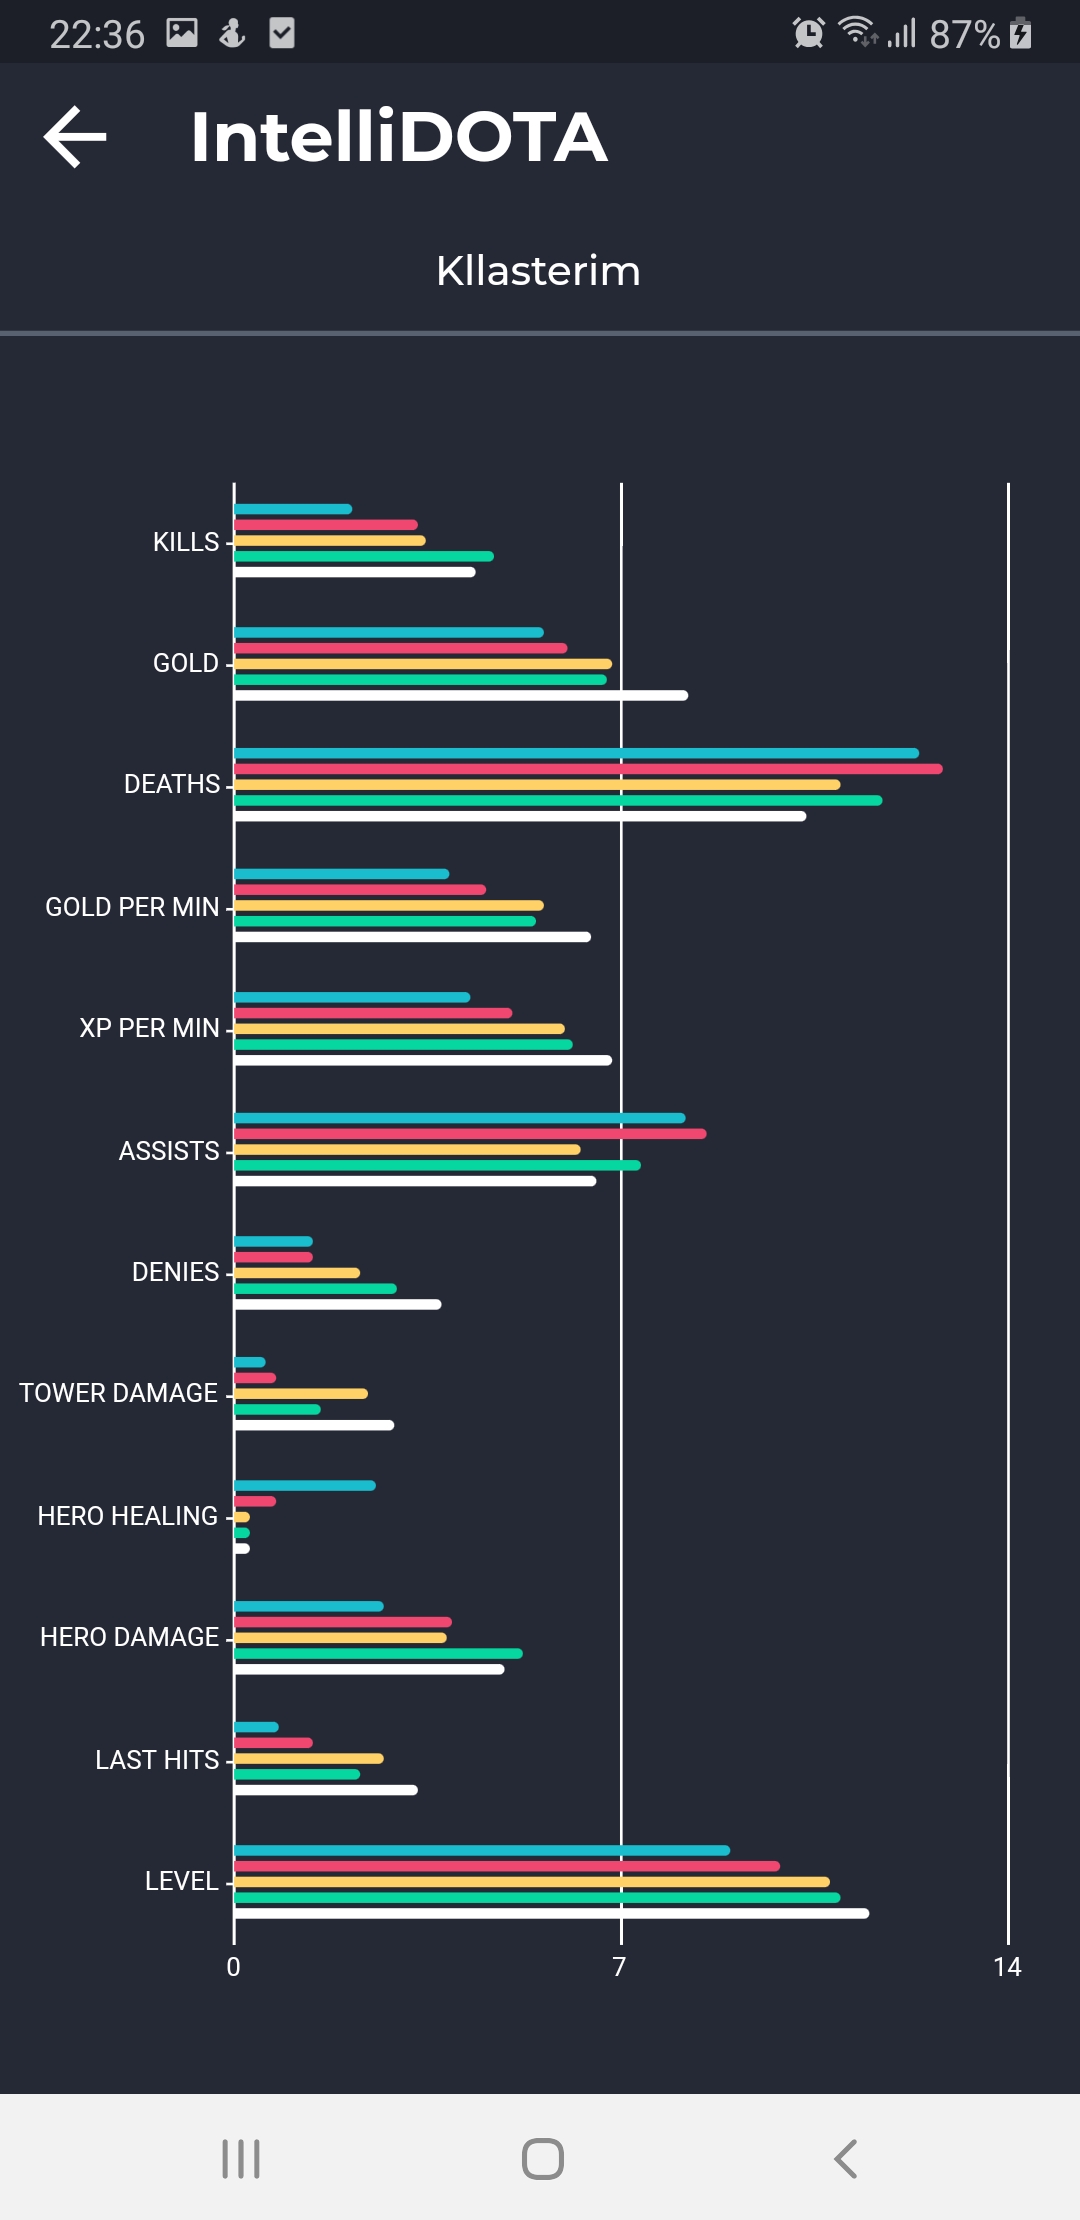 22:36
87%
IntelliDOTA
Kllasterim
KILLS
GOLD
DEATHS
GOLD PER MIN
XP PER MIN
ASSISTS
DENIES
TOWER DAMAGE
HERO HEALING
HERO DAMAGE
LAST HITS
LEVEL
0 7 14